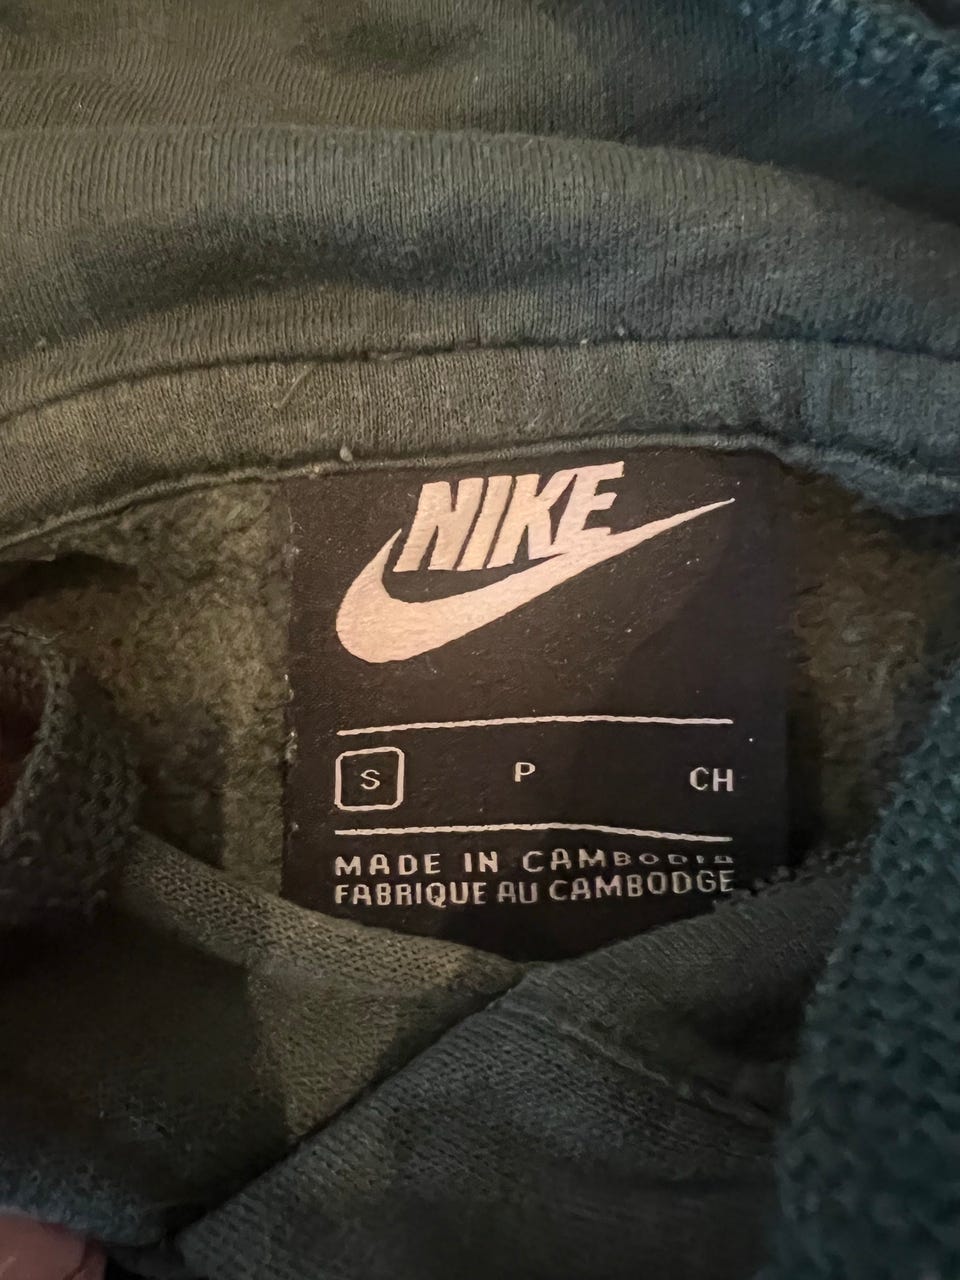 NIKE
S P CH
MADE IN CAMBODIA
FABRIQUE AU CAMBODGE